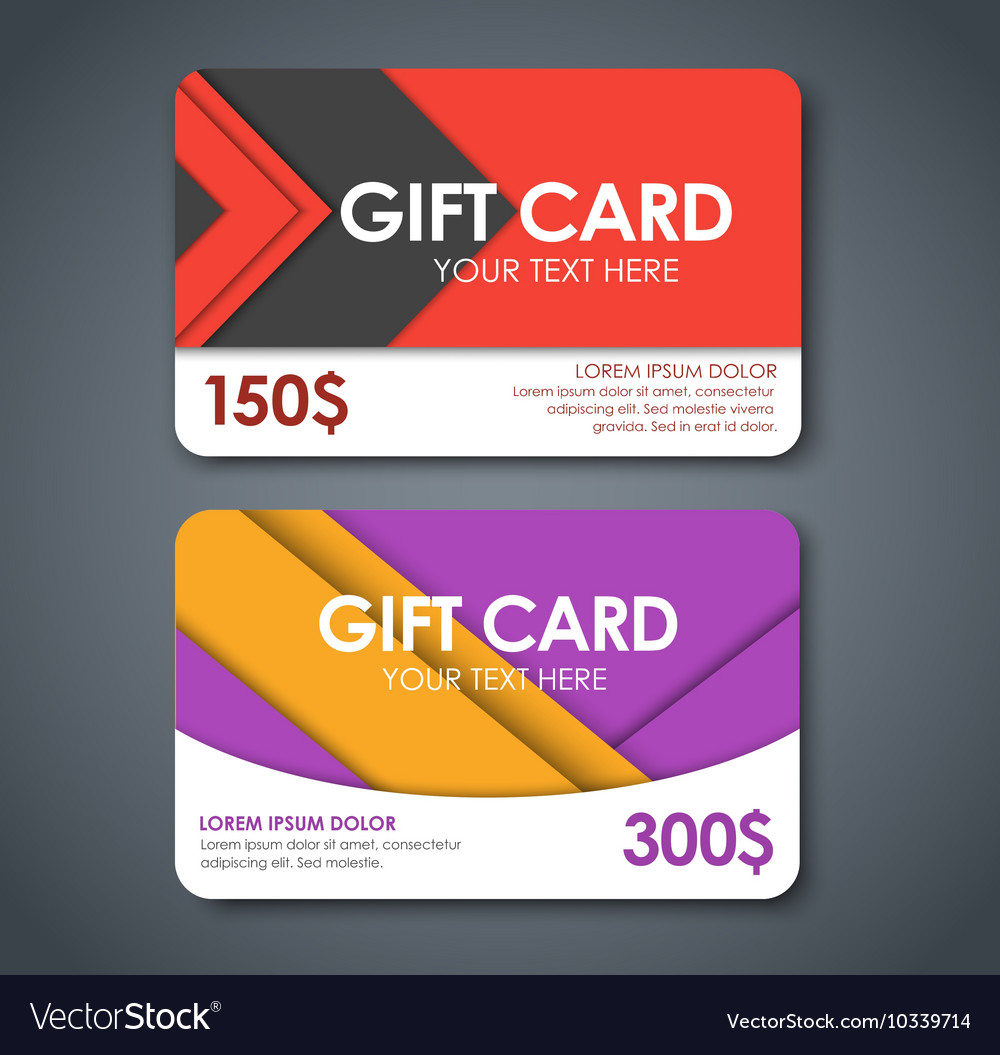 GIFT CARD
YOUR TEXT HERE
150$
LOREM IPSUM DOLOR
Lorem ipsum dolor sit amet, consectetur
adipiscing elit. Sed molestie viverra
gravida. Sed in erat id dolor.
GIFT CARD
YOUR TEXT HERE
LOREM IPSUM DOLOR
Lorem ipsum dolor sit amet, consectetur
adipiscing elit. Sed molestie.
300$
VectorStock®
VectorStock.com/10339714